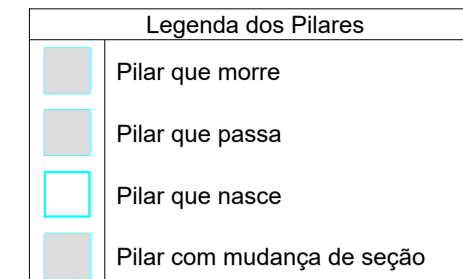 Legenda dos Pilares
Pilar que morre
Pilar que passa
Pilar que nasce
Pilar com mudança de seção